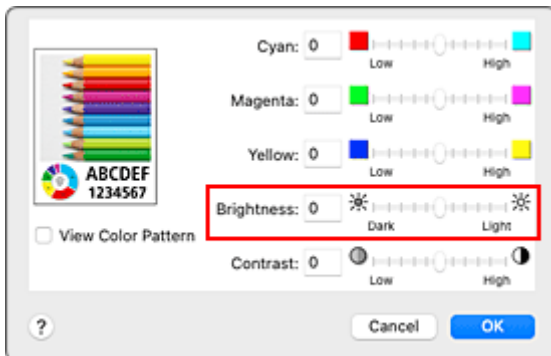 Cyan: 0
Low High
Magenta: 0
Low High
Yellow: 0
Low High
ABCDEF
1234567
Brightness: 0
Dark Light
View Color Pattern
Contrast: 0
Low High
? Cancel OK